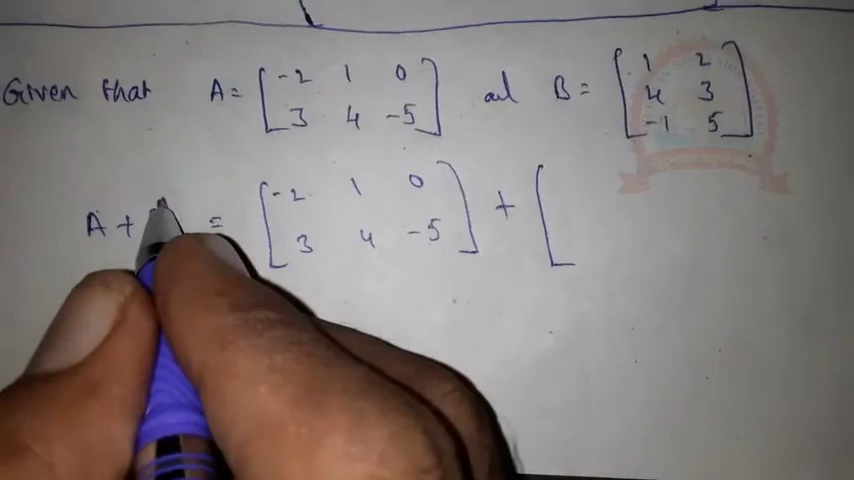 Given that A = [ -2 1 0 ; 3 4 -5 ] and B = [ 1 2 ; 4 3 ; -1 5 ]
A + = [ -2 1 0 ; 3 4 -5 ] + [